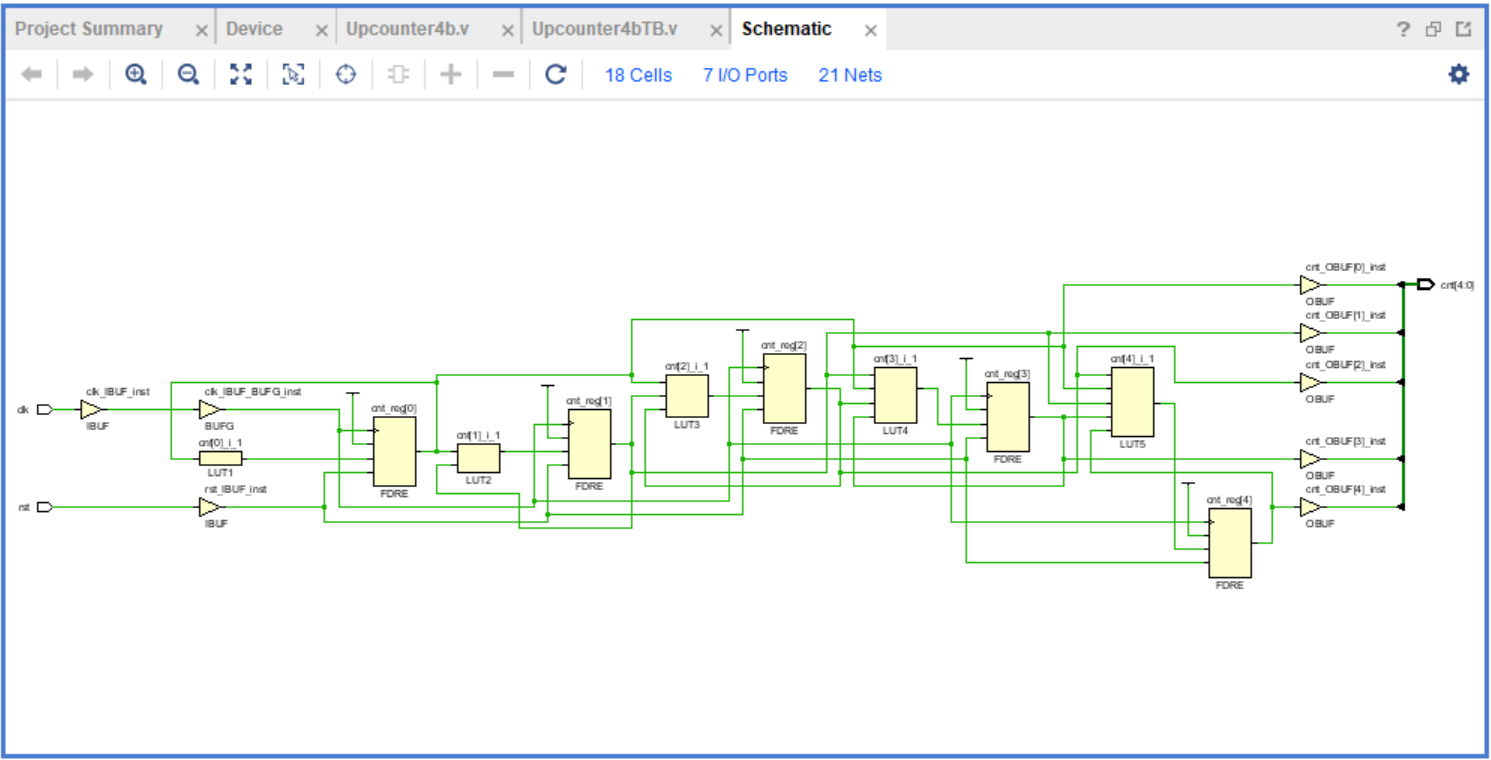 Project Summary × Device × Upcounter4b.v × Upcounter4bTB.v × Schematic × ?
18 Cells 7 I/O Ports 21 Nets
cnt_OBUF[0]_inst
cnt[4:0]
OBUF
cnt_OBUF[1]_inst
OBUF
cnt_reg[2]
cnt[3]_i_1
cnt[4]_i_1
cnt[2]_i_1
cnt_OBUF[2]_inst
cnt_reg[3]
OBUF
clk_IBUF_inst
clk_IBUF_BUFG_inst
cnt_reg[0]
cnt_reg[1]
clk
IBUF
BUFG
LUT3
FDRE
LUT4
LUT5
cnt[0]_i_1
cnt[1]_i_1
cnt_OBUF[3]_inst
LUT1
LUT2
FDRE
FDRE
FDRE
OBUF
rst_IBUF_inst
cnt_OBUF[4]_inst
rst
IBUF
cnt_reg[4]
OBUF
FDRE